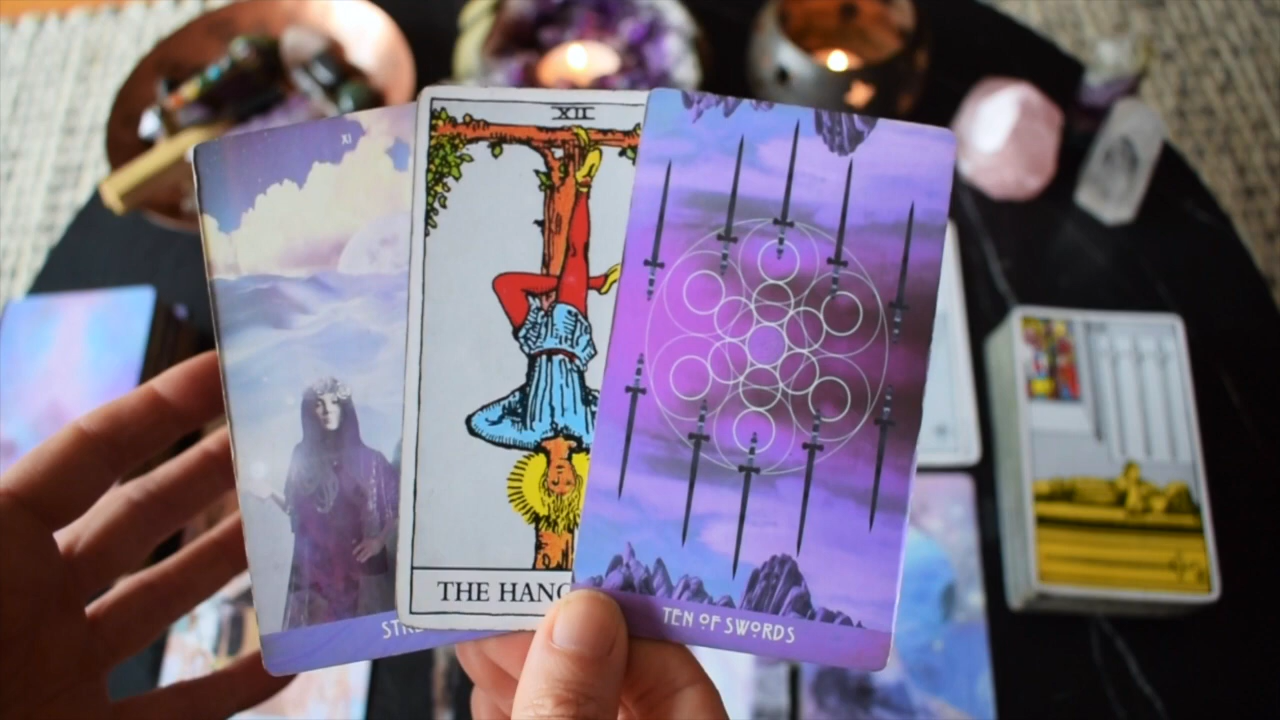 XI
STR
XII
THE HANG
TEN OF SWORDS